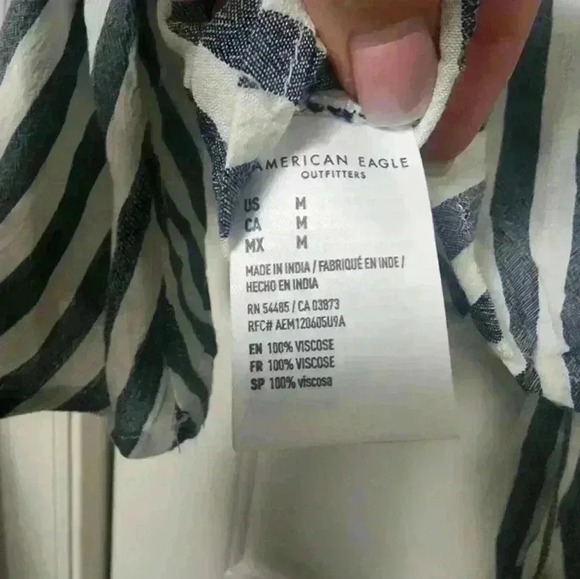 AMERICAN EAGLE
OUTFITTERS
US M
CA M
MX M
MADE IN INDIA / FABRIQUÉ EN INDE /
HECHO EN INDIA
RN 54485 / CA 03873
RFC# AEM120605U9A
EN 100% VISCOSE
FR 100% VISCOSE
SP 100% viscosa